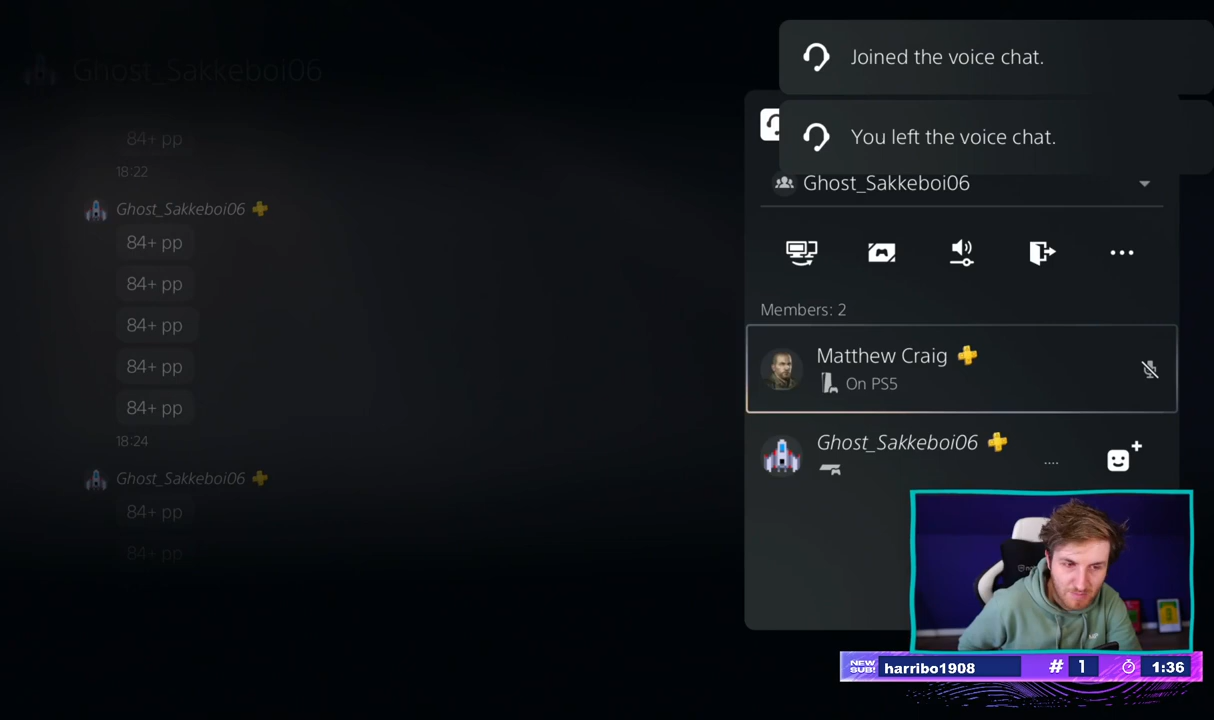 Ghost_Sakkeboi06
84+ pp
18:22
Ghost_Sakkeboi06
84+ pp
84+ pp
84+ pp
84+ pp
84+ pp
18:24
Ghost_Sakkeboi06
84+ pp
84+ pp
Joined the voice chat.
You left the voice chat.
Ghost_Sakkeboi06
Members: 2
Matthew Craig
On PS5
Ghost_Sakkeboi06
NEW SUB! harribo1908 # 1 1:36